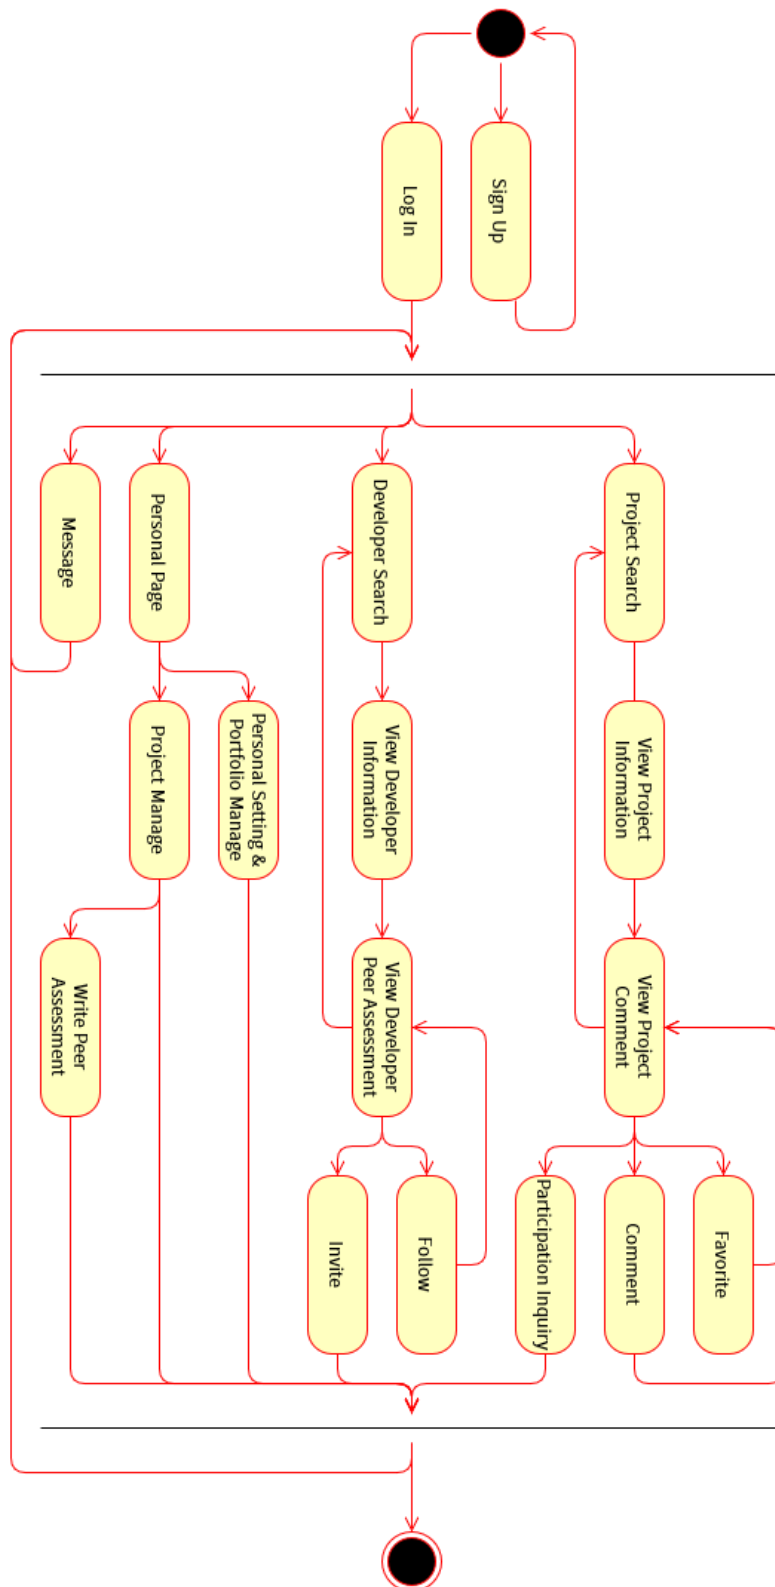 Log In
Sign Up
Message
Personal Page
Developer Search
Project Search
Project Manage
Personal Setting &
Portfolio Manage
View Developer
Information
View Project
Information
Write Peer
Assessment
View Developer
Peer Assessment
View Project
Comment
Invite
Follow
Participation Inquiry
Comment
Favorite